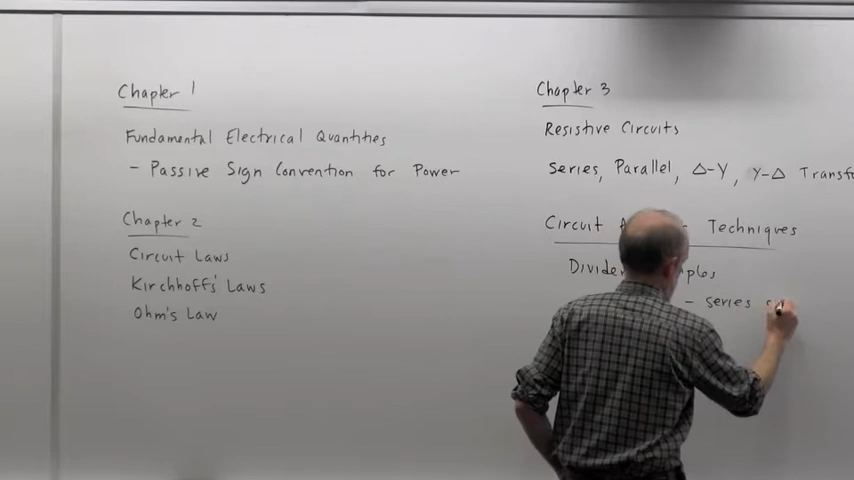 Chapter 1
Fundamental Electrical Quantities
- Passive Sign Convention for Power
Chapter 2
Circuit Laws
Kirchhoff's Laws
Ohm's Law
Chapter 3
Resistive Circuits
Series, Parallel, Δ-Y, Y-Δ
Circuit Techniques
- series